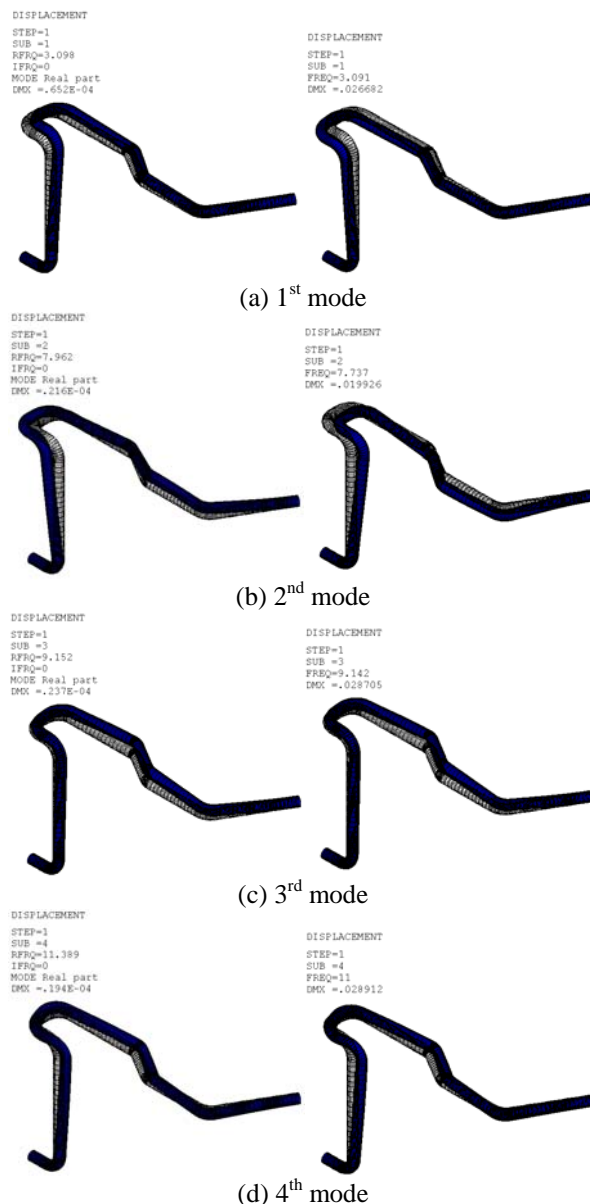 DISPLACEMENT
STEP=1
SUB =1
RFRQ=3.098
IFRQ=0
MODE Real part
DMX =.652E-04
DISPLACEMENT
STEP=1
SUB =1
FREQ=3.091
DMX =.026682
(a) 1st mode
DISPLACEMENT
STEP=1
SUB =2
RFRQ=7.962
IFRQ=0
MODE Real part
DMX =.216E-04
DISPLACEMENT
STEP=1
SUB =2
FREQ=7.737
DMX =.019926
(b) 2nd mode
DISPLACEMENT
STEP=1
SUB =3
RFRQ=9.152
IFRQ=0
MODE Real part
DMX =.237E-04
DISPLACEMENT
STEP=1
SUB =3
FREQ=9.142
DMX =.028705
(c) 3rd mode
DISPLACEMENT
STEP=1
SUB =4
RFRQ=11.389
IFRQ=0
MODE Real part
DMX =.194E-04
DISPLACEMENT
STEP=1
SUB =4
FREQ=11
DMX =.028912
(d) 4th mode